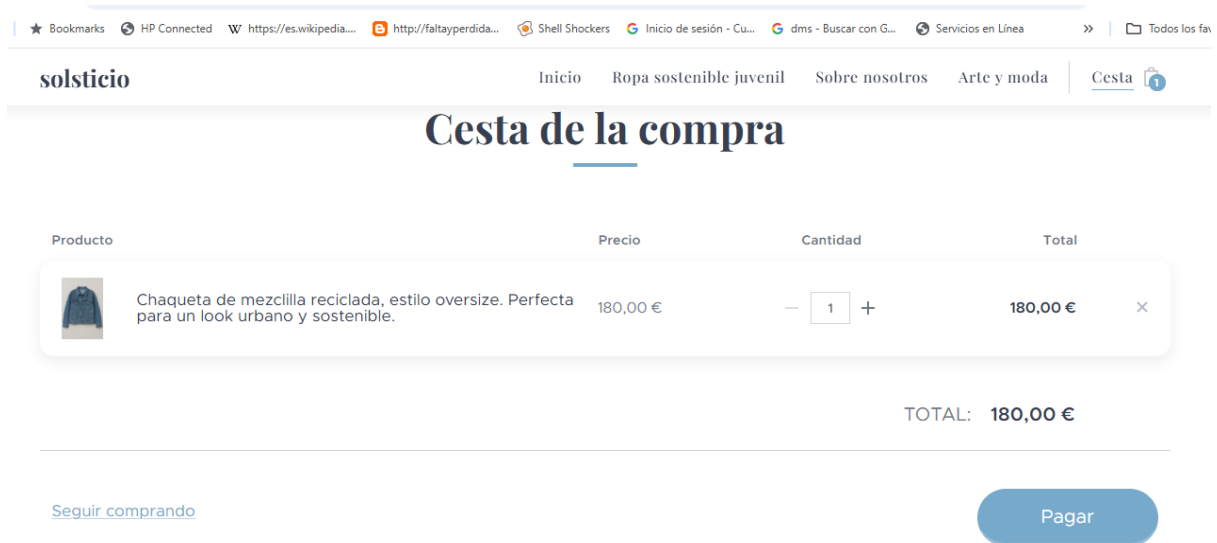 Bookmarks HP Connected W https://es.wikipedia.... http://faltayperdida... Shell Shockers G Inicio de sesión - Cu... G dms - Buscar con G... Servicios en Línea » Todos los fav
solsticio Inicio Ropa sostenible juvenil Sobre nosotros Arte y moda Cesta 1
Cesta de la compra
Producto Precio Cantidad Total
Chaqueta de mezclilla reciclada, estilo oversize. Perfecta
para un look urbano y sostenible.
180,00 € — 1 + 180,00 € ×
TOTAL: 180,00 €
Seguir comprando Pagar